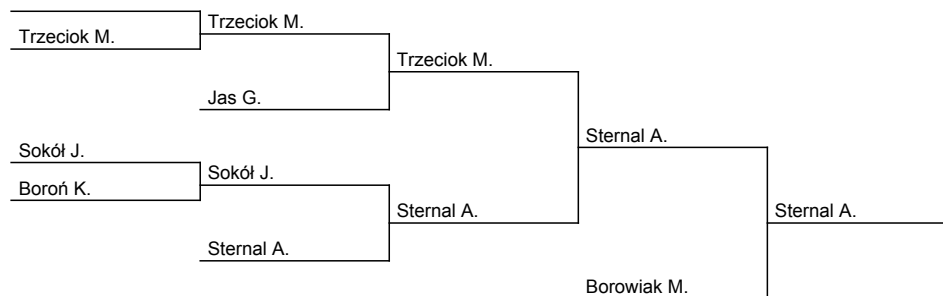 Trzeciok M.
Trzeciok M.
Trzeciok M.
Jas G.
Sternal A.
Sokół J.
Sokół J.
Boroń K.
Sternal A.
Sternal A.
Sternal A.
Borowiak M.